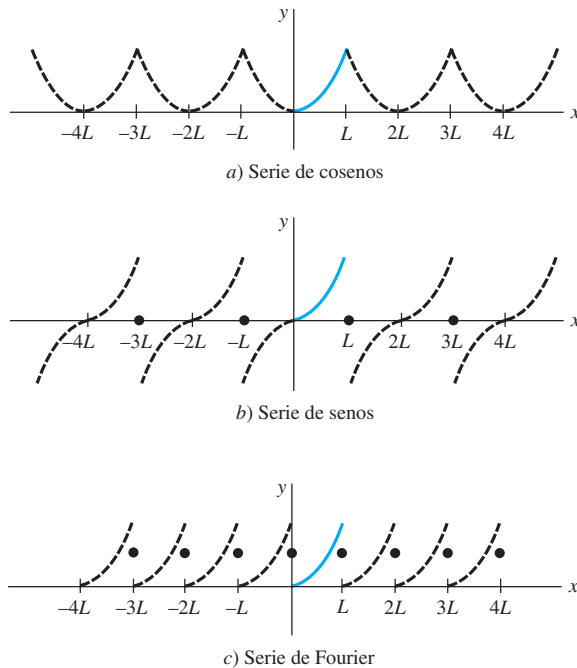 y
x
–4L –3L –2L –L L 2L 3L 4L
a) Serie de cosenos
y
x
–4L –3L –2L –L L 2L 3L 4L
b) Serie de senos
y
x
–4L –3L –2L –L L 2L 3L 4L
c) Serie de Fourier